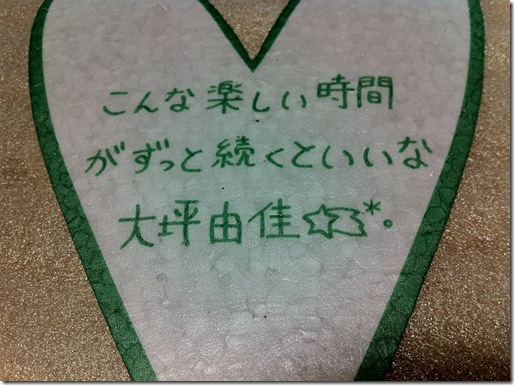 こんな楽しい時間
がずっと続くといいな
大坪由佳☆彡*。